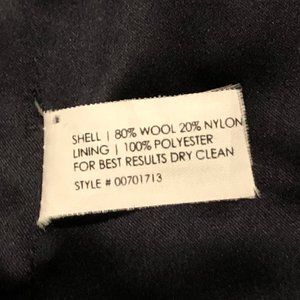 SHELL | 80% WOOL 20% NYLON
LINING | 100% POLYESTER
FOR BEST RESULTS DRY CLEAN
STYLE # 00701713